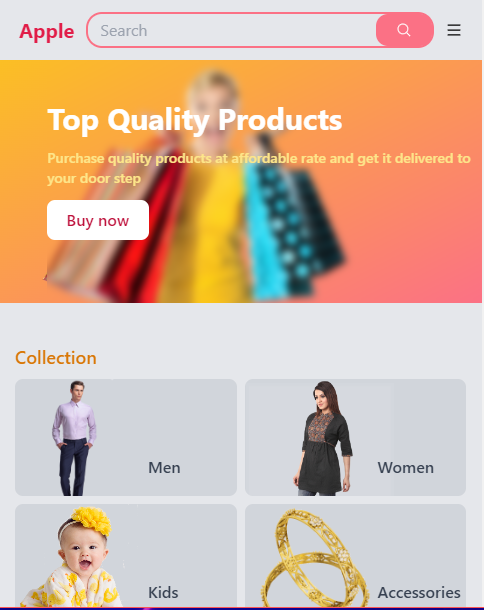 Apple
Search
Top Quality Products
Purchase quality products at affordable rate and get it delivered to
your door step
Buy now
Collection
Men
Women
Kids
Accessories